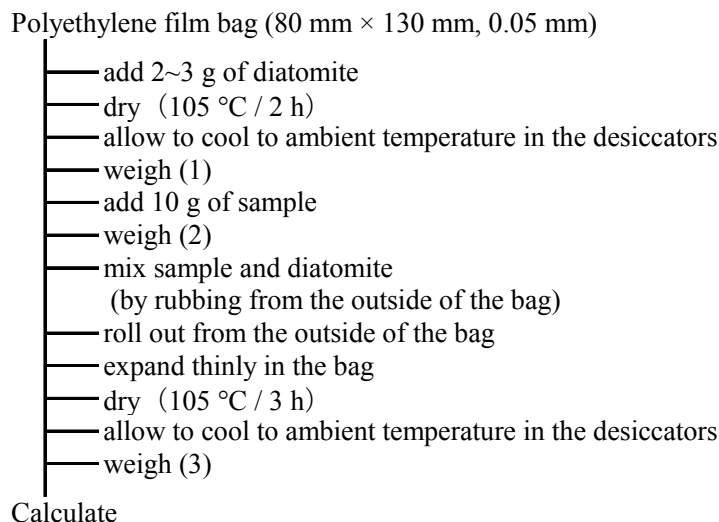 Polyethylene film bag (80 mm × 130 mm, 0.05 mm)
add 2~3 g of diatomite
dry（105 °C / 2 h）
allow to cool to ambient temperature in the desiccators
weigh (1)
add 10 g of sample
weigh (2)
mix sample and diatomite
(by rubbing from the outside of the bag)
roll out from the outside of the bag
expand thinly in the bag
dry（105 °C / 3 h）
allow to cool to ambient temperature in the desiccators
weigh (3)
Calculate